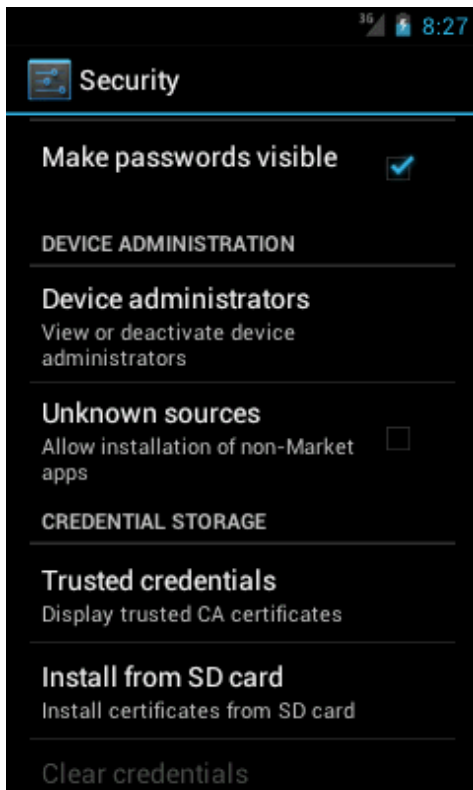 3G 8:27
Security
Make passwords visible
DEVICE ADMINISTRATION
Device administrators
View or deactivate device
administrators
Unknown sources
Allow installation of non-Market
apps
CREDENTIAL STORAGE
Trusted credentials
Display trusted CA certificates
Install from SD card
Install certificates from SD card
Clear credentials